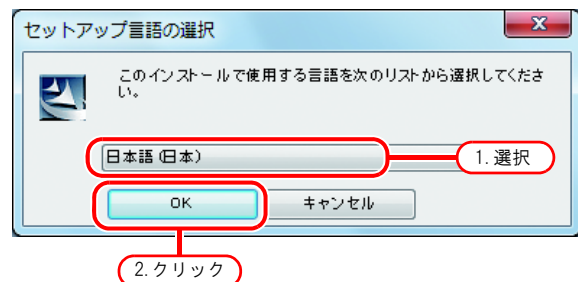 セットアップ言語の選択
このインストールで使用する言語を次のリストから選択してくださ
い。
日本語 (日本)
1. 選択
OK
キャンセル
2. クリック